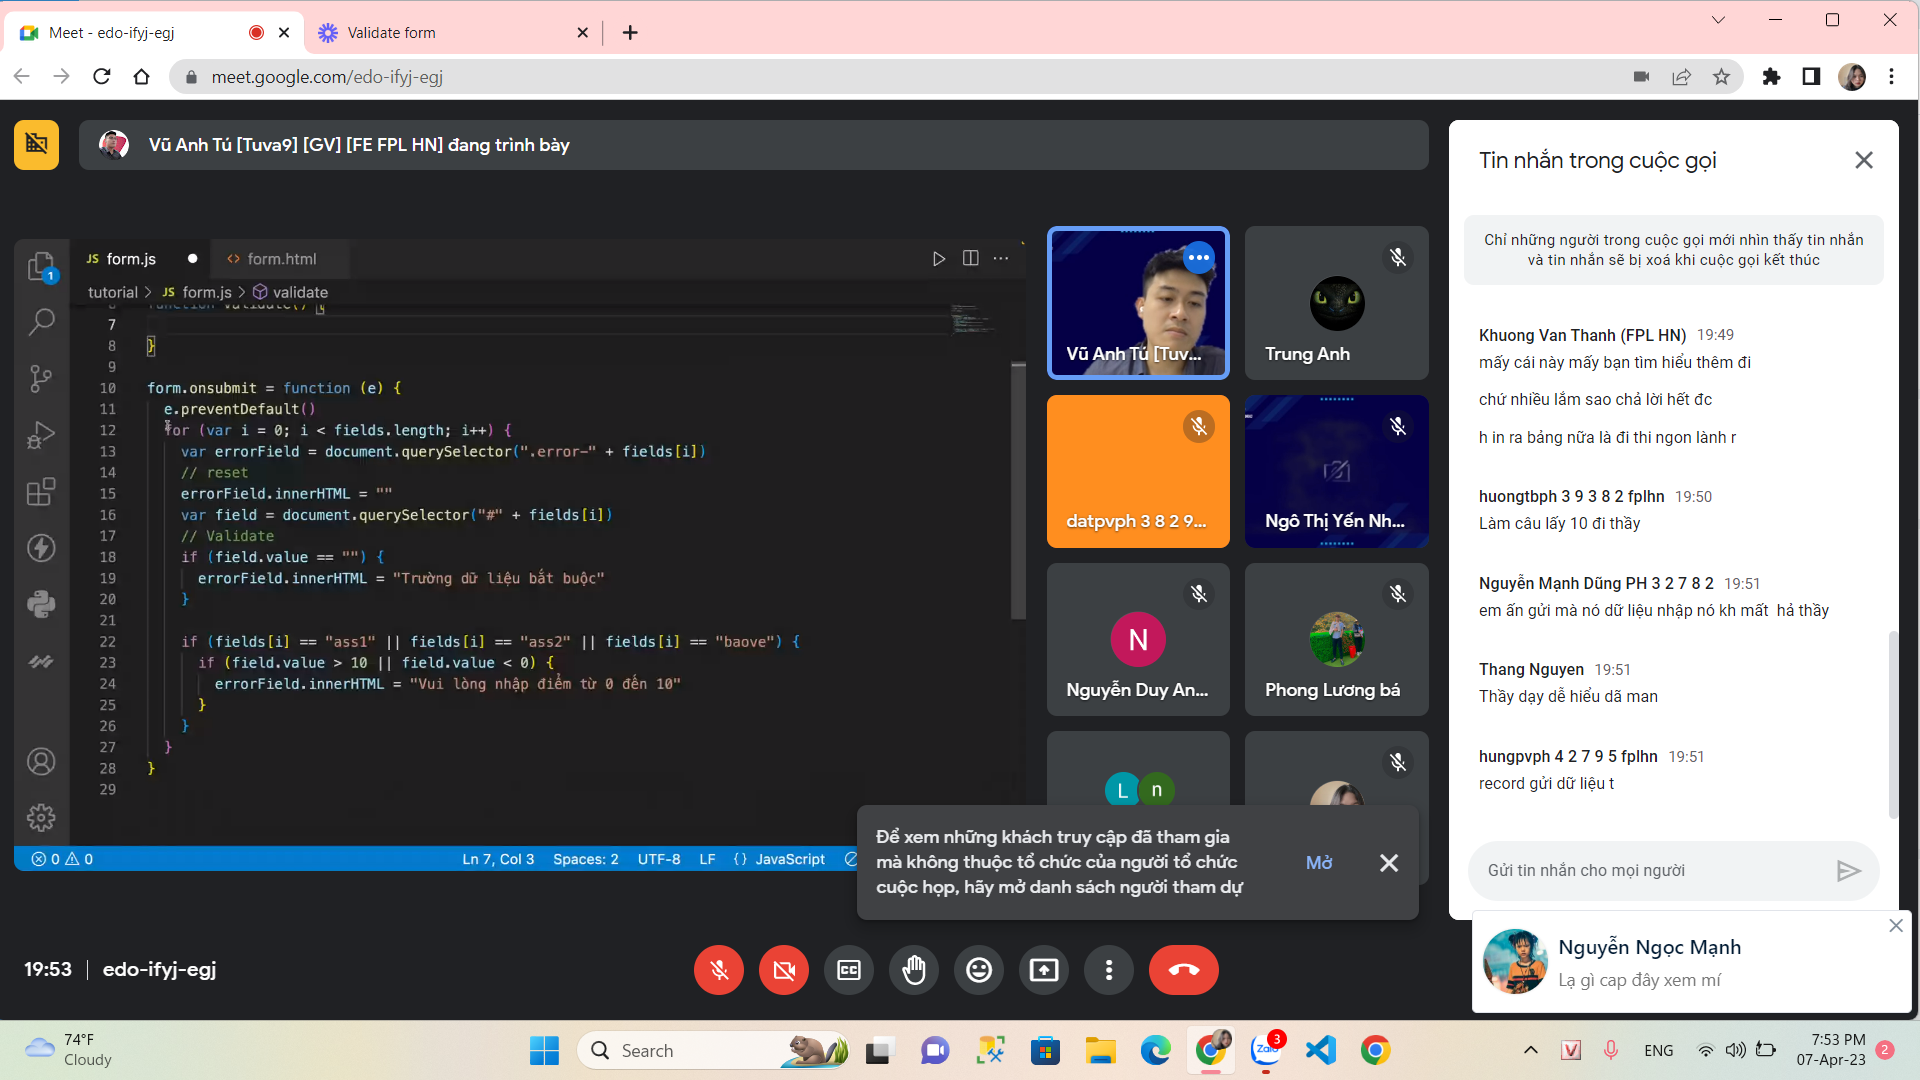 Meet - edo-ifyj-egj
Validate form
meet.google.com/edo-ifyj-egj
Vũ Anh Tú [Tuva9] [GV] [FE FPL HN] đang trình bày
1
JS form.js
<> form.html
tutorial > JS form.js > validate
6 function validate() {
7
8 }
9
10 form.onsubmit = function (e) {
11 e.preventDefault()
12 for (var i = 0; i < fields.length; i++) {
13 var errorField = document.querySelector(".error-" + fields[i])
14 // reset
15 errorField.innerHTML = ""
16 var field = document.querySelector("#" + fields[i])
17 // Validate
18 if (field.value == "") {
19 errorField.innerHTML = "Trường dữ liệu bắt buộc"
20 }
21
22 if (fields[i] == "ass1" || fields[i] == "ass2" || fields[i] == "baove") {
23 if (field.value > 10 || field.value < 0) {
24 errorField.innerHTML = "Vui lòng nhập điểm từ 0 đến 10"
25 }
26 }
27 }
28 }
29
0 0
Ln 7, Col 3 Spaces: 2 UTF-8 LF {} JavaScript
Vũ Anh Tú [Tuv...
Trung Anh
datpvph 3 8 2 9...
Ngô Thị Yến Nh...
N
Nguyễn Duy An...
Phong Lương bá
L n
Để xem những khách truy cập đã tham gia
mà không thuộc tổ chức của người tổ chức
cuộc họp, hãy mở danh sách người tham dự
Mở
Tin nhắn trong cuộc gọi
Chỉ những người trong cuộc gọi mới nhìn thấy tin nhắn
và tin nhắn sẽ bị xoá khi cuộc gọi kết thúc
Khuong Van Thanh (FPL HN) 19:49
mấy cái này mấy bạn tìm hiểu thêm đi
chứ nhiều lắm sao chả lời hết đc
h in ra bảng nữa là đi thi ngon lành r
huongtbph 3 9 3 8 2 fplhn 19:50
Làm câu lấy 10 đi thầy
Nguyễn Mạnh Dũng PH 3 2 7 8 2 19:51
em ấn gửi mà nó dữ liệu nhập nó kh mất hả thầy
Thang Nguyen 19:51
Thầy dạy dễ hiểu dã man
hungpvph 4 2 7 9 5 fplhn 19:51
record gửi dữ liệu t
Gửi tin nhắn cho mọi người
Nguyễn Ngọc Mạnh
Lạ gì cap đây xem mí
19:53 | edo-ifyj-egj
74°F
Cloudy
Search
Zalo
3
V
ENG
7:53 PM
07-Apr-23
2